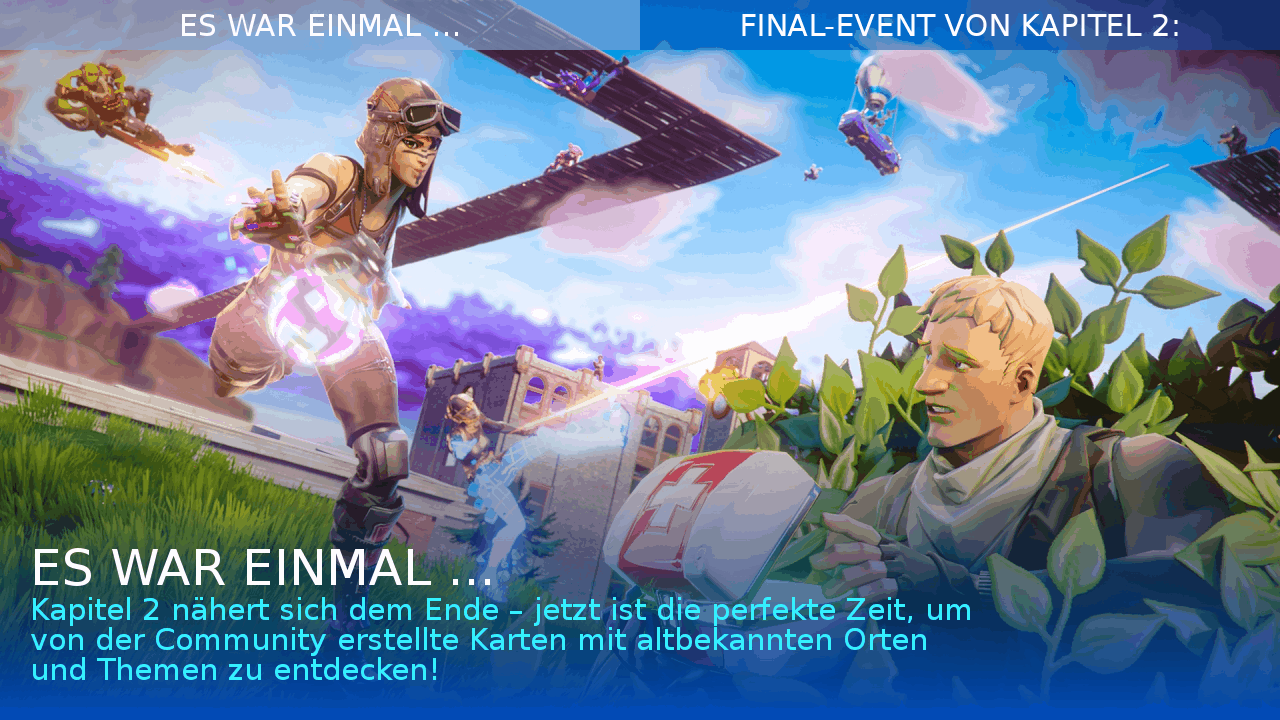 ES WAR EINMAL ...
FINAL-EVENT VON KAPITEL 2:
ES WAR EINMAL ...
Kapitel 2 nähert sich dem Ende – jetzt ist die perfekte Zeit, um
von der Community erstellte Karten mit altbekannten Orten
und Themen zu entdecken!